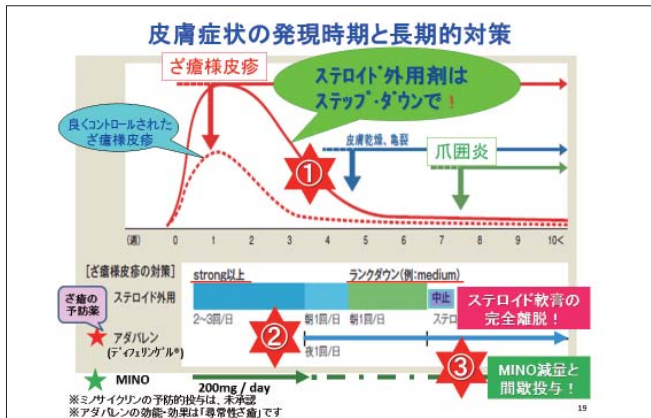 皮膚症状の発現時期と長期的対策
ざ瘡様皮疹
ステロイド外用剤は
ステップ・ダウンで!
良くコントロールされた
ざ瘡様皮疹
①
皮膚乾燥、亀裂
爪囲炎
(週) 0 1 2 3 4 5 6 7 8 9 10<
[ざ瘡様皮疹の対策]
strong以上
ランクダウン(例:medium)
ざ瘡の
予防薬
ステロイド外用
中止
ステロイド軟膏の
完全離脱!
2~3回/日
朝1回/日
朝1回/日
ステロ
②
アダパレン
(ディフェリンゲル®)
夜1回/日
③
MINO減量と
間歇投与!
MINO
200mg / day
※ミノサイクリンの予防的投与は、未承認
※アダパレンの効能・効果は「尋常性ざ瘡」です
19